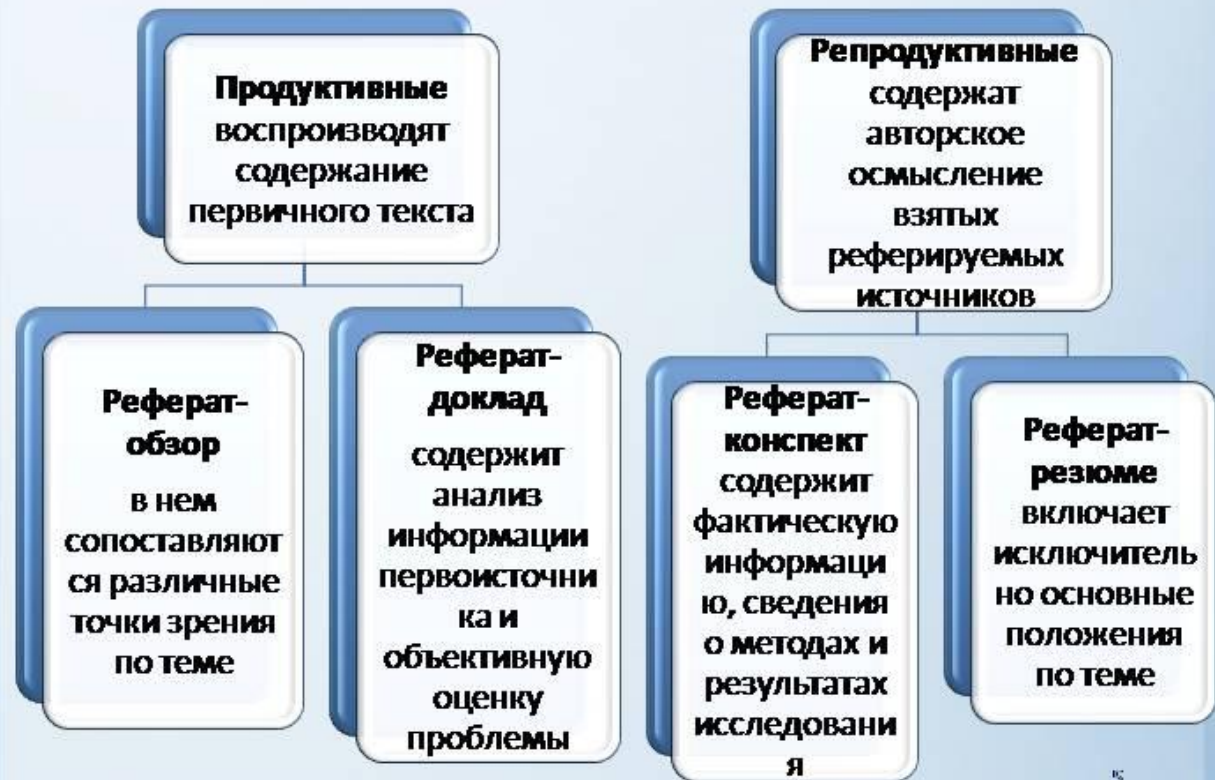 Продуктивные
воспроизводят
содержание
первичного текста
Репродуктивные
содержат
авторское
осмысление
взятых
реферируемых
источников
Реферат-
обзор
в нем
сопоставляют
ся различные
точки зрения
по теме
Реферат-
доклад
содержит
анализ
информации
первоисточни
ка и
объективную
оценку
проблемы
Реферат-
конспект
содержит
фактическую
информаци
ю, сведения
о методах и
результатах
исследовани
я
Реферат-
резюме
включает
исключитель
но основные
положения
по теме